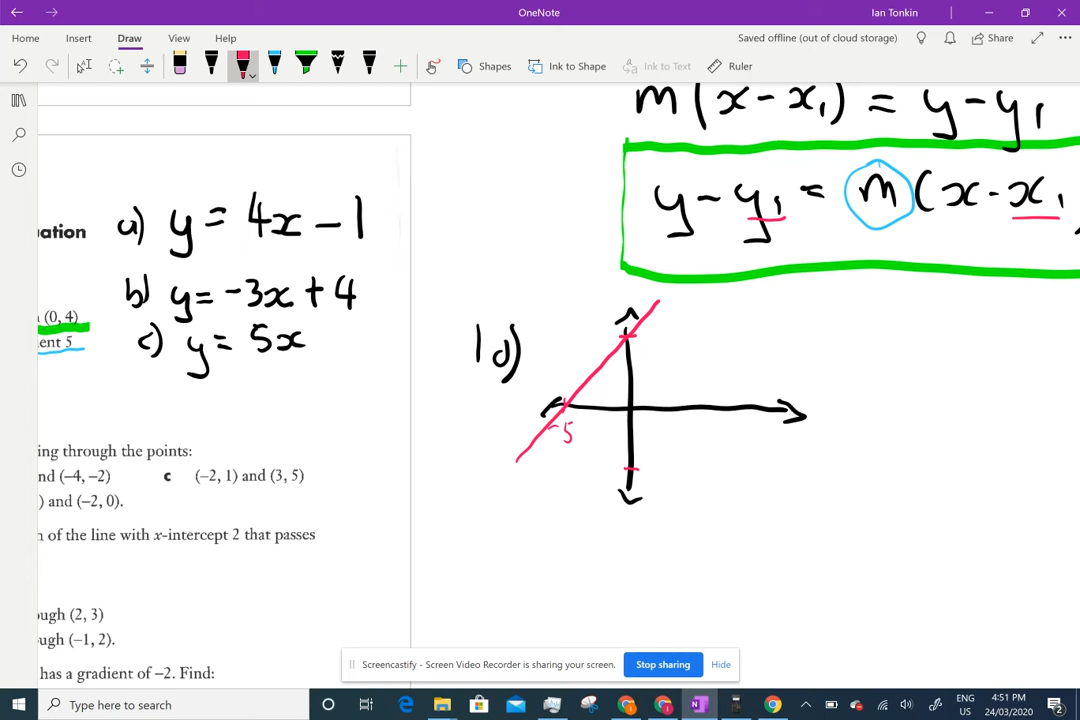 OneNote
Ian Tonkin
Home Insert Draw View Help
Saved offline (out of cloud storage) Share
Ink to Shape
Shapes Ink to Text Ruler
m(x-x₁) = y-y₁
y-y₁ = m(x-x₁
uation
a) y = 4x - 1
b) y = -3x + 4
(0, 4)
c) y = 5x
ent 5
1d)
-5
ing through the points:
nd (−4, −2) c (−2, 1) and (3, 5)
) and (−2, 0).
n of the line with x-intercept 2 that passes
ough (2, 3)
ugh (−1, 2).
has a gradient of −2. Find:
Screencastify - Screen Video Recorder is sharing your screen. Stop sharing Hide
Type here to search
ENG
US
4:51 PM
24/03/2020
2